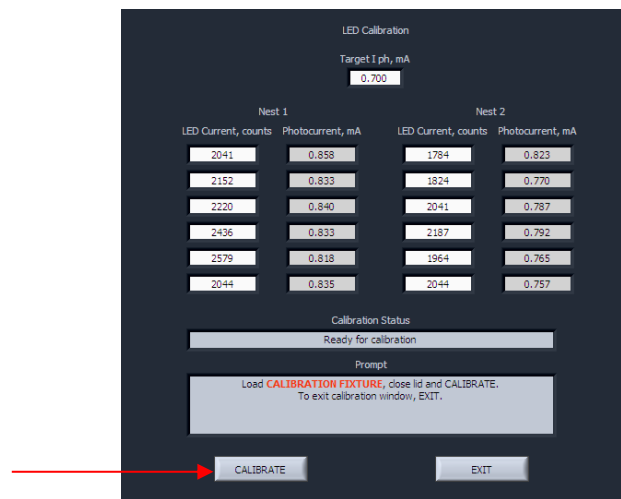 LED Calibration
Target I ph, mA
0.700
Nest 1 Nest 2
LED Current, counts Photocurrent, mA LED Current, counts Photocurrent, mA
2041 0.858 1784 0.823
2152 0.833 1824 0.770
2220 0.840 2041 0.787
2436 0.833 2187 0.792
2579 0.818 1964 0.765
2044 0.835 2044 0.757
Calibration Status
Ready for calibration
Prompt
Load CALIBRATION FIXTURE, close lid and CALIBRATE.
To exit calibration window, EXIT.
CALIBRATE EXIT